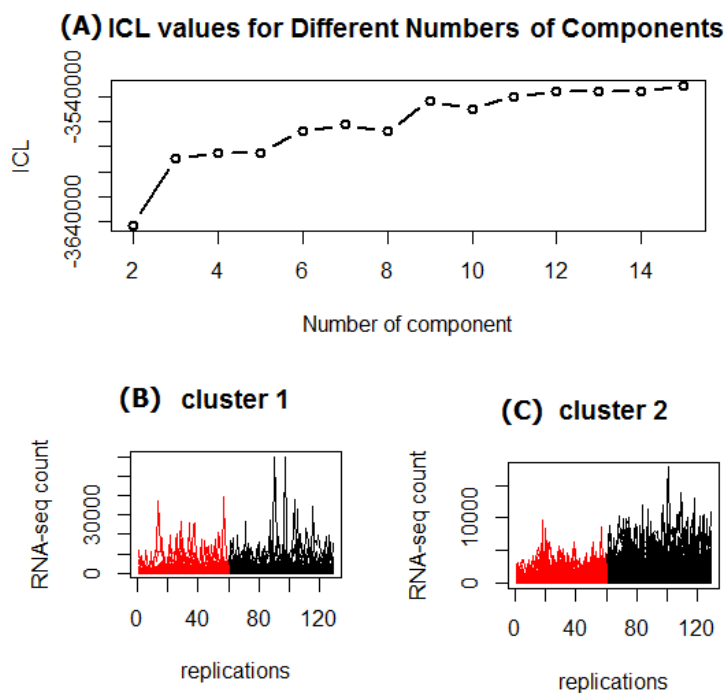 (A) ICL values for Different Numbers of Components
ICL
-3540000
-3640000
2 4 6 8 10 12 14
Number of component
(B) cluster 1
RNA-seq count
30000
0
0 40 80 120
replications
(C) cluster 2
RNA-seq count
10000
0
0 40 80 120
replications